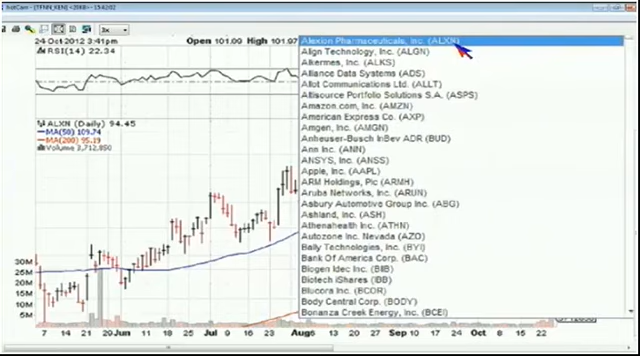 3x
24 Oct 2012 3:41pm
Open 101.00 High 101.97
RSI(14) 22.34
ALXN (Daily) 94.45
MA(50) 109.74
MA(200) 95.19
Volume 3,712,850
Alexion Pharmaceuticals, Inc. (ALXN)
Align Technology, Inc. (ALGN)
Alkermes, Inc. (ALKS)
Alliance Data Systems (ADS)
Allot Communications Ltd. (ALLT)
Altisource Portfolio Solutions S.A. (ASPS)
Amazon.com, Inc. (AMZN)
American Express Co. (AXP)
Amgen, Inc. (AMGN)
Anheuser-Busch InBev ADR (BUD)
Ann Inc. (ANN)
ANSYS, Inc. (ANSS)
Apple, Inc. (AAPL)
ARM Holdings, Plc (ARMH)
Aruba Networks, Inc. (ARUN)
Asbury Automotive Group Inc. (ABG)
Ashland, Inc. (ASH)
Athenahealth Inc. (ATHN)
Autozone Inc. Nevada (AZO)
Bally Technologies, Inc. (BYI)
Bank Of America Corp. (BAC)
Biogen Idec Inc. (BIIB)
Biotech iShares (IBB)
Blucora Inc. (BCOR)
Body Central Corp. (BODY)
Bonanza Creek Energy, Inc. (BCEI)
30M
25M
20M
15M
10M
5M
7 14 21 Jun 11 18 25 Jul 9 16 23 Aug 6 13 20 27 Sep 10 17 24 Oct 8 15 22